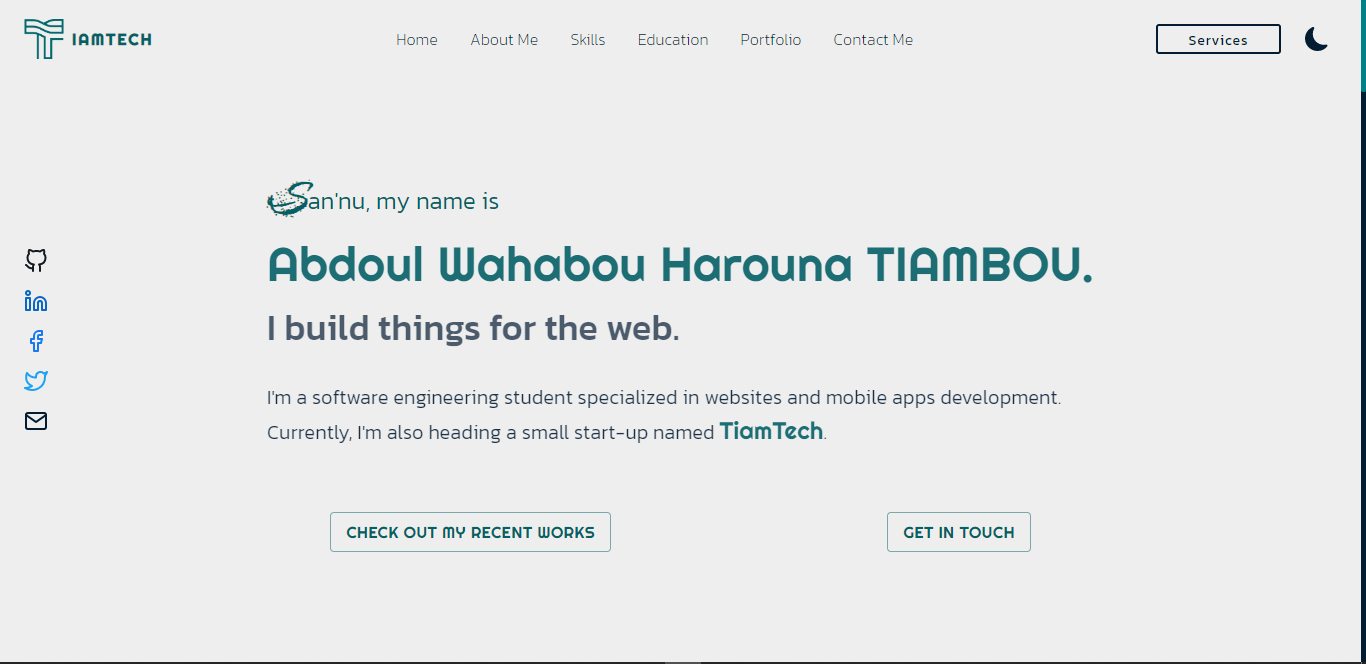 TIAMTECH
Home About Me Skills Education Portfolio Contact Me Services
San'nu, my name is
Abdoul Wahabou Harouna TIAMBOU.
I build things for the web.
I'm a software engineering student specialized in websites and mobile apps development.
Currently, I'm also heading a small start-up named TiamTech.
CHECK OUT MY RECENT WORKS GET IN TOUCH